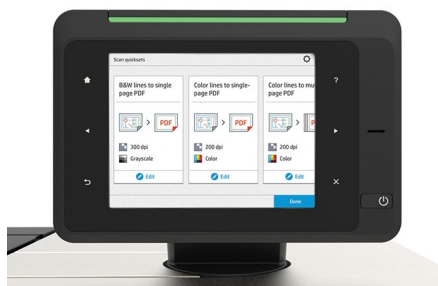 Scan quicksets
B&W lines to single
page PDF
PDF
300 dpi
Grayscale
Edit
Color lines to single-
page PDF
PDF
200 dpi
Color
Edit
Color lines to mu
page PDF
P
200 dpi
Color
Edit
Done
?